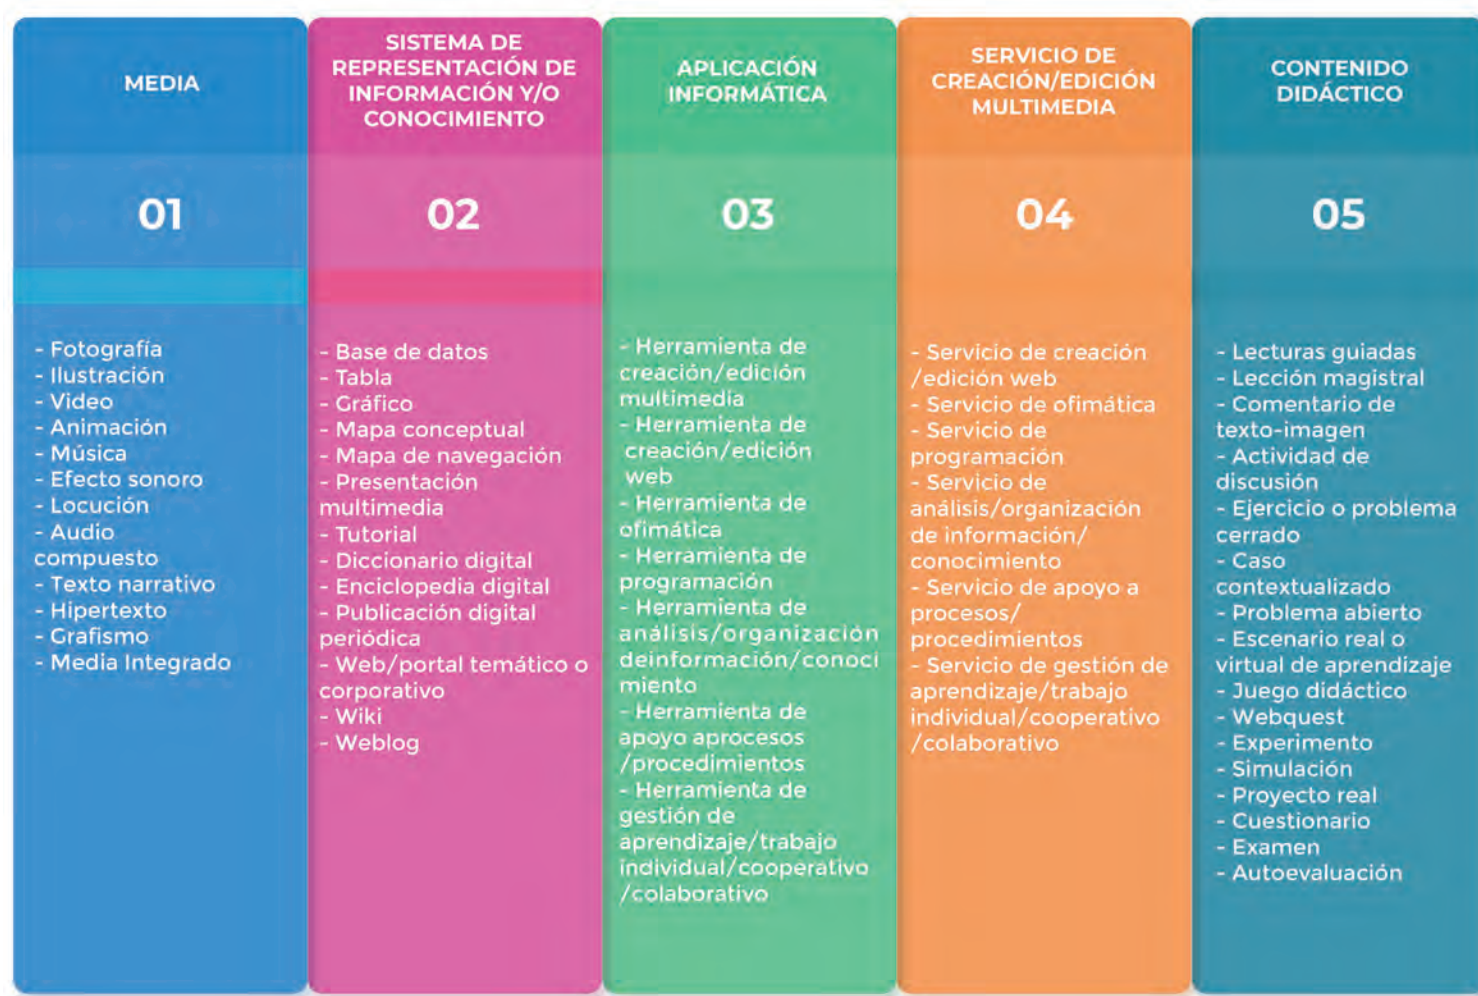 MEDIA
01
- Fotografía
- Ilustración
- Video
- Animación
- Música
- Efecto sonoro
- Locución
- Audio
compuesto
- Texto narrativo
- Hipertexto
- Grafismo
- Media Integrado
SISTEMA DE
REPRESENTACIÓN DE
INFORMACIÓN Y/O
CONOCIMIENTO
02
- Base de datos
- Tabla
- Gráfico
- Mapa conceptual
- Mapa de navegación
- Presentación
multimedia
- Tutorial
- Diccionario digital
- Enciclopedia digital
- Publicación digital
periódica
- Web/portal temático o
corporativo
- Wiki
- Weblog
APLICACIÓN
INFORMÁTICA
03
- Herramienta de
creación/edición
multimedia
- Herramienta de
creación/edición
web
- Herramienta de
ofimática
- Herramienta de
programación
- Herramienta de
análisis/organización
deinformación/conoci
miento
- Herramienta de
apoyo aprocesos
/procedimientos
- Herramienta de
gestión de
aprendizaje/trabajo
individual/cooperativo
/colaborativo
SERVICIO DE
CREACIÓN/EDICIÓN
MULTIMEDIA
04
- Servicio de creación
/edición web
- Servicio de ofimática
- Servicio de
programación
- Servicio de
análisis/organización
de información/
conocimiento
- Servicio de apoyo a
procesos/
procedimientos
- Servicio de gestión de
aprendizaje/trabajo
individual/cooperativo
/colaborativo
CONTENIDO
DIDÁCTICO
05
- Lecturas guiadas
- Lección magistral
- Comentario de
texto-imagen
- Actividad de
discusión
- Ejercicio o problema
cerrado
- Caso
contextualizado
- Problema abierto
- Escenario real o
virtual de aprendizaje
- Juego didáctico
- Webquest
- Experimento
- Simulación
- Proyecto real
- Cuestionario
- Examen
- Autoevaluación